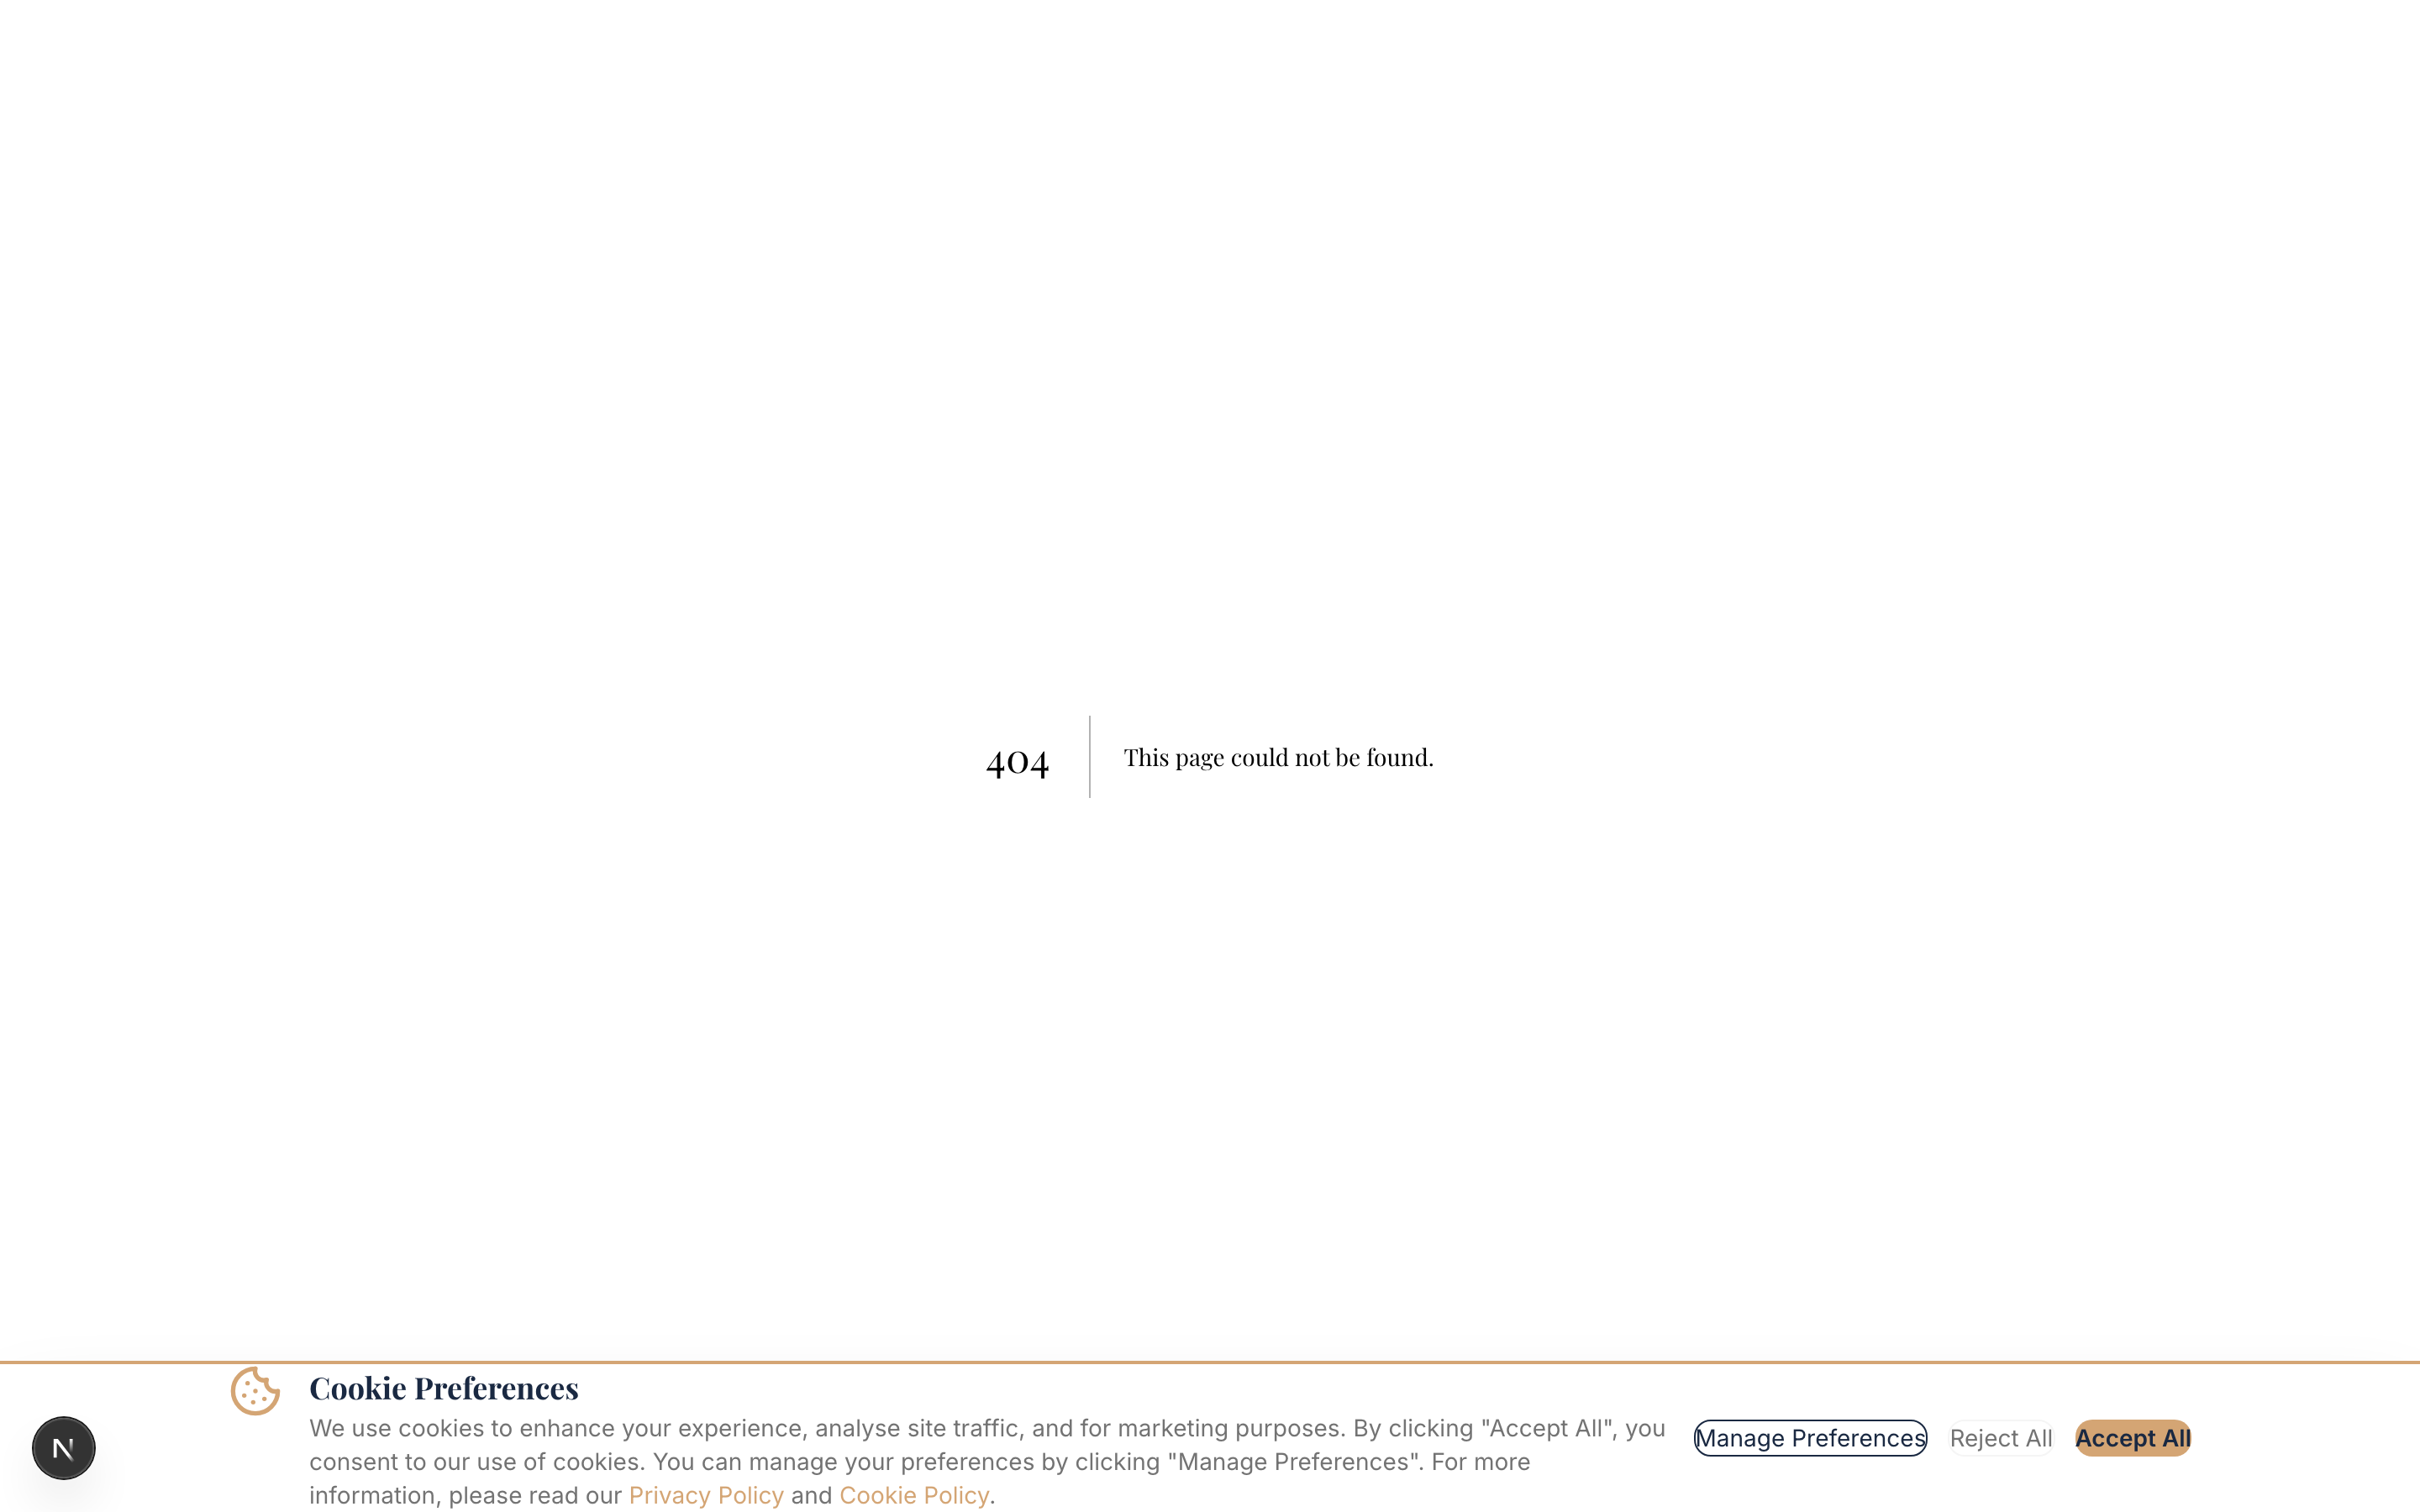 404
This page could not be found.
Cookie Preferences
We use cookies to enhance your experience, analyse site traffic, and for marketing purposes. By clicking "Accept All", you
consent to our use of cookies. You can manage your preferences by clicking "Manage Preferences". For more
information, please read our Privacy Policy and Cookie Policy.
Manage Preferences
Reject All
Accept All
N